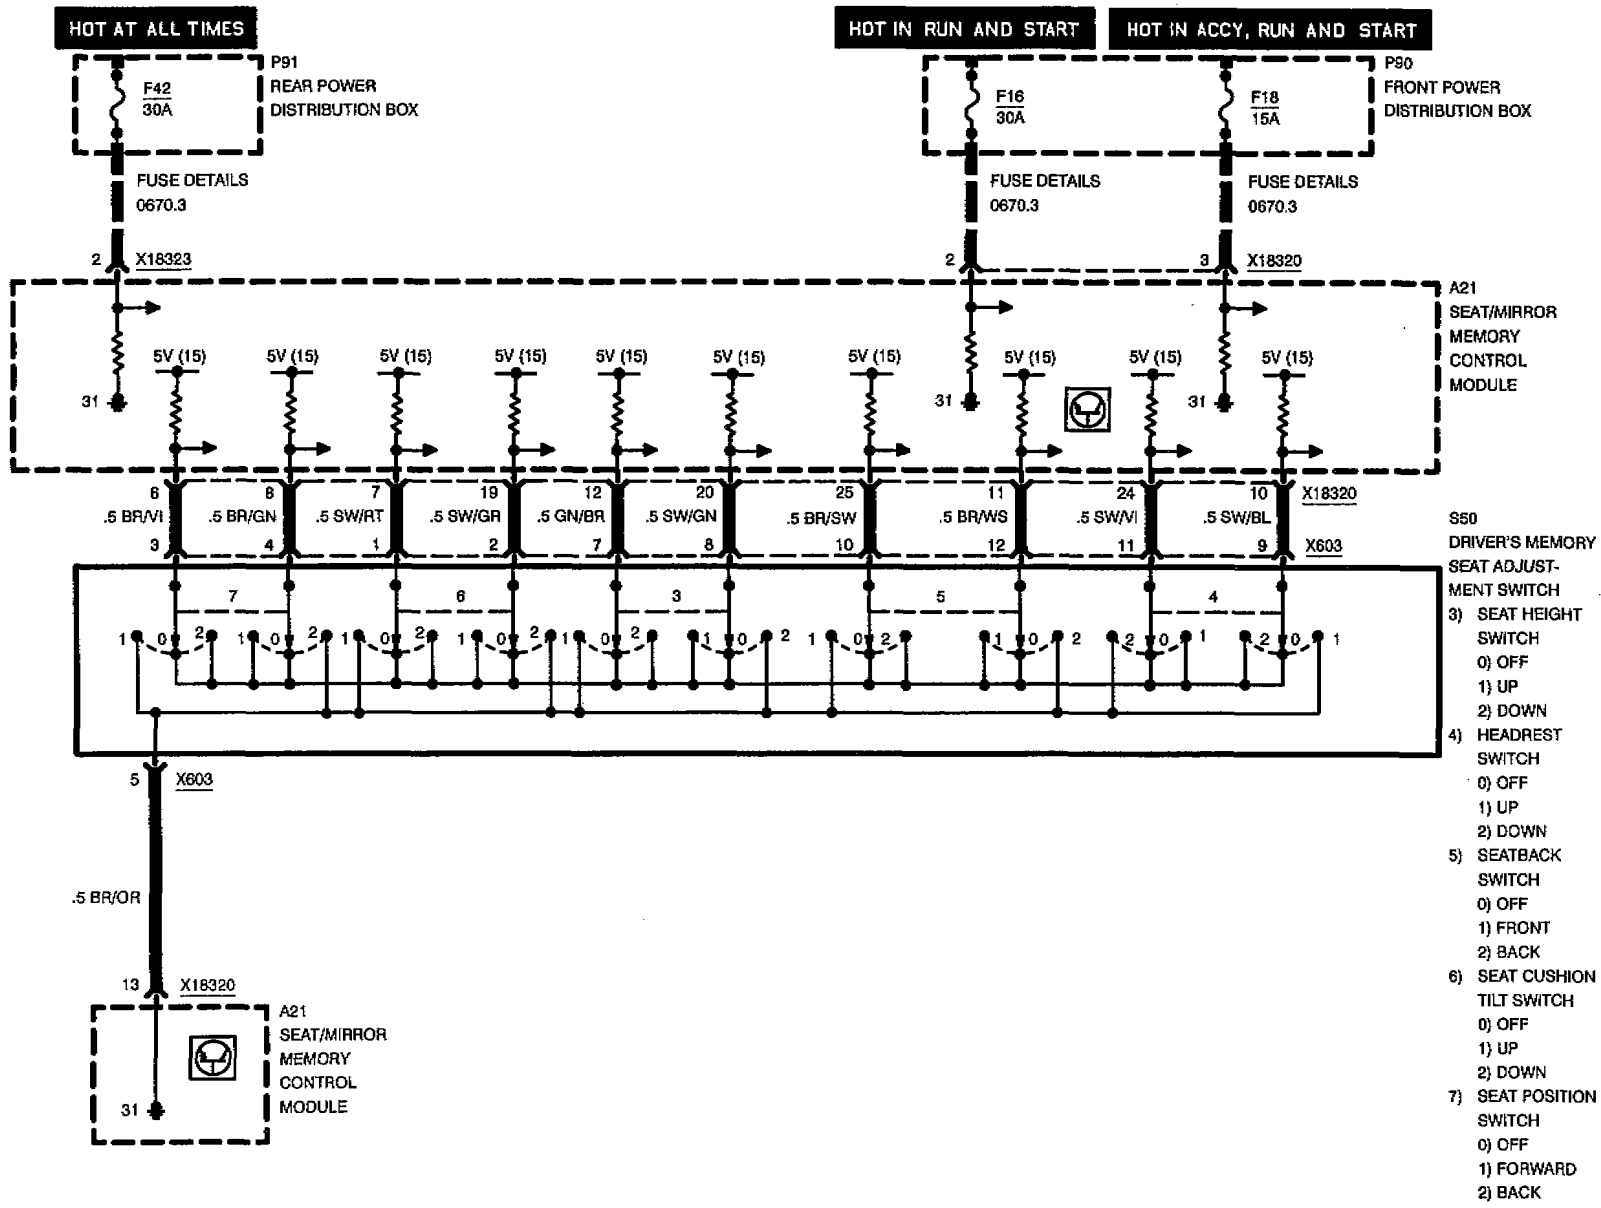 HOT AT ALL TIMES
HOT IN RUN AND START
HOT IN ACCY, RUN AND START
F42
30A
P91
REAR POWER
DISTRIBUTION BOX
F16
30A
F18
15A
P90
FRONT POWER
DISTRIBUTION BOX
FUSE DETAILS
0670.3
FUSE DETAILS
0670.3
FUSE DETAILS
0670.3
2 X18323
2
3 X18320
A21
SEAT/MIRROR
MEMORY
CONTROL
MODULE
5V (15) 5V (15) 5V (15) 5V (15) 5V (15) 5V (15) 5V (15) 5V (15) 5V (15) 5V (15)
31 31 31
6 8 7 19 12 20 25 11 24 10 X18320
.5 BR/VI .5 BR/GN .5 SW/RT .5 SW/GR .5 GN/BR .5 SW/GN .5 BR/SW .5 BR/WS .5 SW/VI .5 SW/BL
3 4 1 2 7 8 10 12 11 9 X603
7 6 3 5 4
1 0 2 1 0 2 1 0 2 1 0 2 1 0 2 1 0 2 1 0 2 1 0 2 2 0 1 2 0 1
S50
DRIVER'S MEMORY
SEAT ADJUST-
MENT SWITCH
3) SEAT HEIGHT
SWITCH
0) OFF
1) UP
2) DOWN
4) HEADREST
SWITCH
0) OFF
1) UP
2) DOWN
5) SEATBACK
SWITCH
0) OFF
1) FRONT
2) BACK
6) SEAT CUSHION
TILT SWITCH
0) OFF
1) UP
2) DOWN
7) SEAT POSITION
SWITCH
0) OFF
1) FORWARD
2) BACK
5 X603
.5 BR/OR
13 X18320
A21
SEAT/MIRROR
MEMORY
CONTROL
MODULE
31